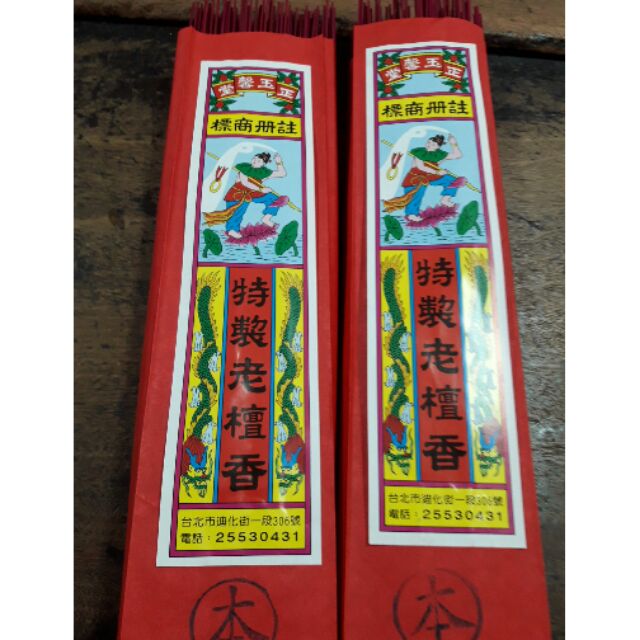 正玉馨堂
註册商標
特製老檀香
台北市迪化街一段306號
電話：25530431
本
正玉馨堂
註册商標
特製老檀香
台北市迪化街一段306號
電話：25530431
本